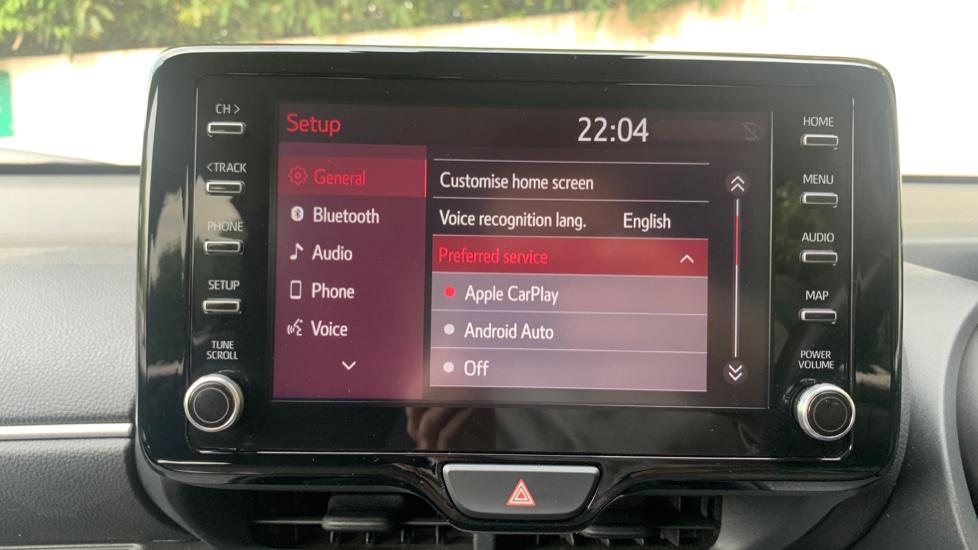 CH >
< TRACK
PHONE
SETUP
TUNE
SCROLL
Setup
22:04
General
Bluetooth
Audio
Phone
Voice
Customise home screen
Voice recognition lang. English
Preferred service
Apple CarPlay
Android Auto
Off
HOME
MENU
AUDIO
MAP
POWER
VOLUME